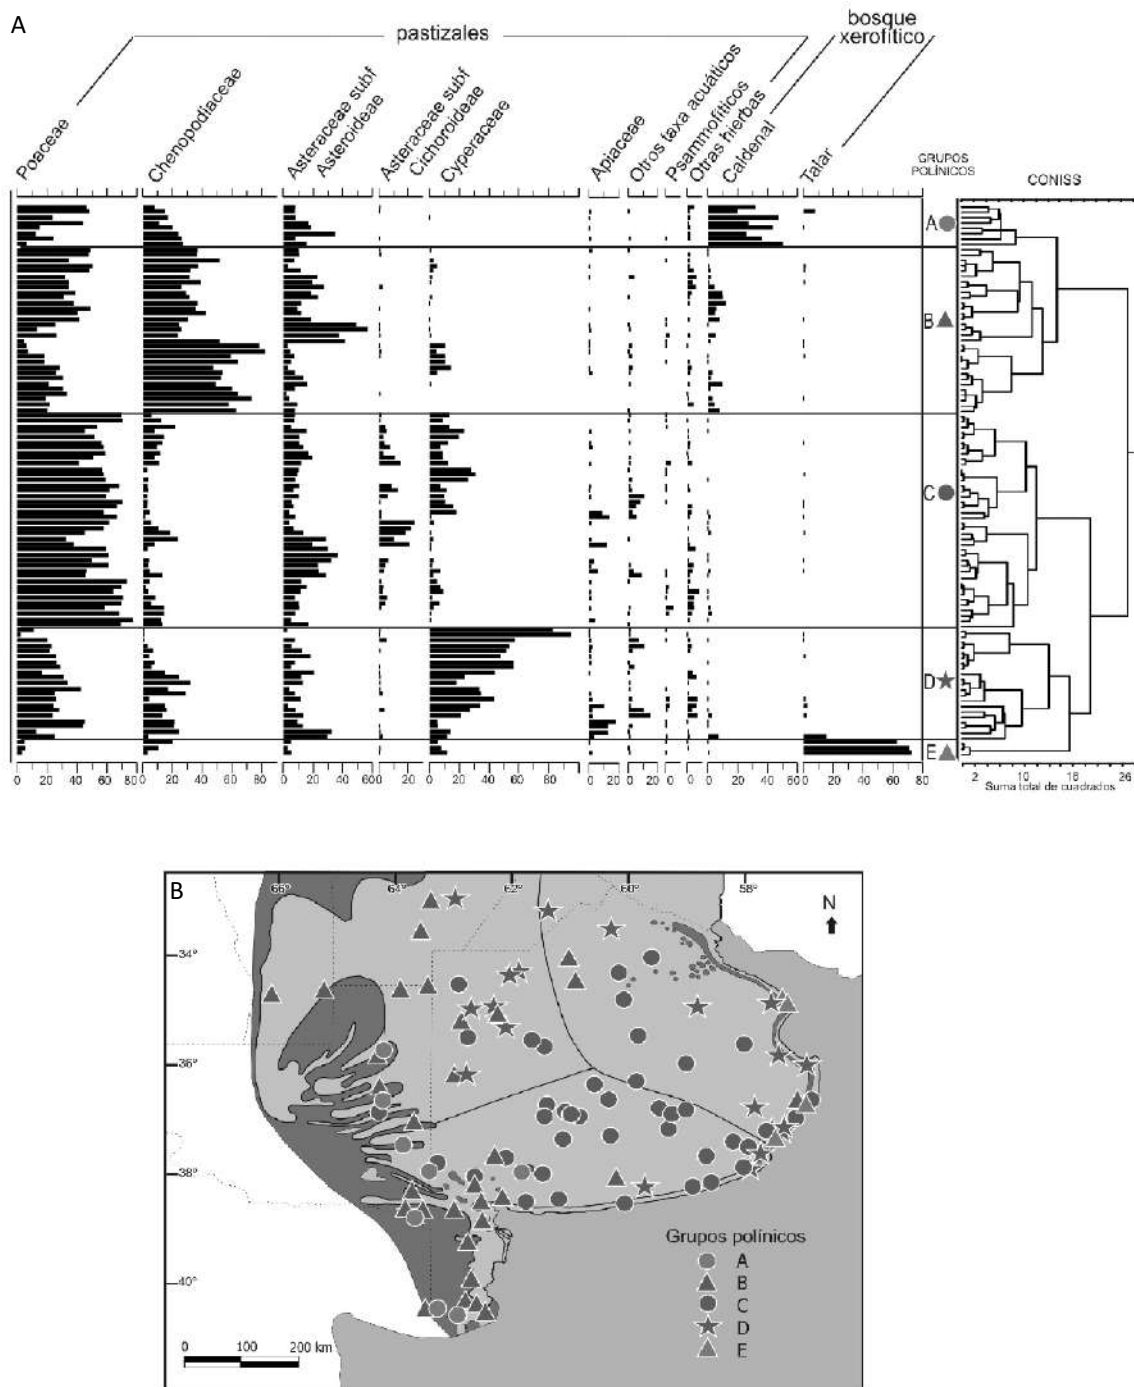 A
pastizales
bosque
xerofítico
Poaceae
Chenopodiaceae
Asteraceae subf
Asteroideae
Asteraceae subf
Cichoroideae
Cyperaceae
Apiaceae
Otros taxa acuáticos
Psammofíticos
Otras hierbas
Caldenal
Talar
GRUPOS
POLÍNICOS
CONISS
A
B
C
D
E
0 20 40 60 80
0 20 40 60 80
0 20 40 60
0 20
0 20 40 60 80
0 20
0 20
0
0
0 20 40 60
0 20 40 60 80
2 10 18 26
Suma total de cuadrados
B
66° 64° 62° 60° 58°
N
34°
36°
38°
40°
Grupos polínicos
A
B
C
D
E
0 100 200 km